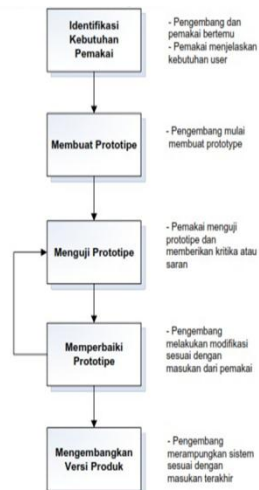 Identifikasi
Kebutuhan
Pemakai
- Pengembang dan
pemakai bertemu
- Pemakai menjelaskan
kebutuhan user
Membuat Prototipe
- Pengembang mulai
membuat prototype
Menguji Prototipe
- Pemakai menguji
prototipe dan
memberikan kritika atau
saran
Memperbaiki
Prototipe
- Pengembang
melakukan modifikasi
sesuai dengan
masukan dari pemakai
Mengembangkan
Versi Produk
- Pengembang
merampungkan sistem
sesuai dengan
masukan terakhir